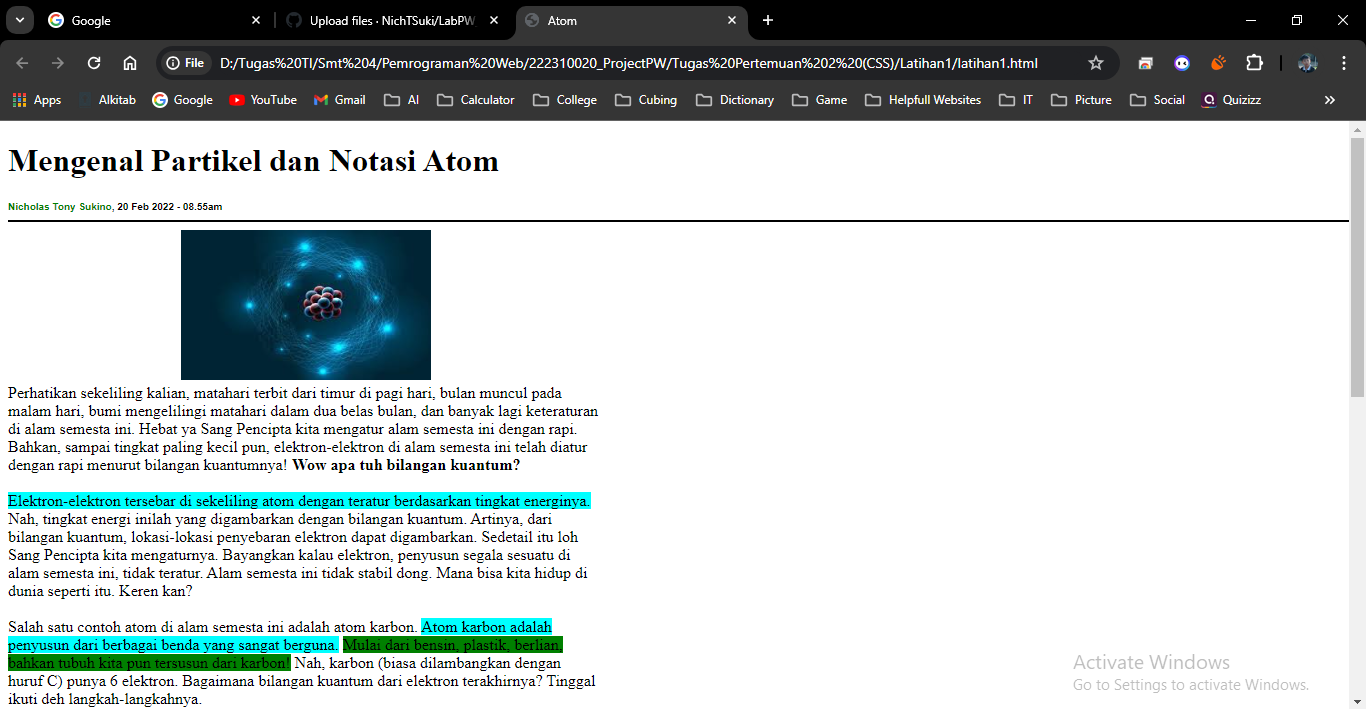 Google
Upload files · NichTSuki/LabPW
Atom
File
D:/Tugas%20TI/Smt%204/Pemrograman%20Web/222310020_ProjectPW/Tugas%20Pertemuan%202%20(CSS)/Latihan1/latihan1.html
Apps Alkitab Google YouTube Gmail AI Calculator College Cubing Dictionary Game Helpfull Websites IT Picture Social Quizizz »
Mengenal Partikel dan Notasi Atom
Nicholas Tony Sukino, 20 Feb 2022 - 08.55am
Perhatikan sekeliling kalian, matahari terbit dari timur di pagi hari, bulan muncul pada
malam hari, bumi mengelilingi matahari dalam dua belas bulan, dan banyak lagi keteraturan
di alam semesta ini. Hebat ya Sang Pencipta kita mengatur alam semesta ini dengan rapi.
Bahkan, sampai tingkat paling kecil pun, elektron-elektron di alam semesta ini telah diatur
dengan rapi menurut bilangan kuantumnya! Wow apa tuh bilangan kuantum?
Elektron-elektron tersebar di sekeliling atom dengan teratur berdasarkan tingkat energinya.
Nah, tingkat energi inilah yang digambarkan dengan bilangan kuantum. Artinya, dari
bilangan kuantum, lokasi-lokasi penyebaran elektron dapat digambarkan. Sedetail itu loh
Sang Pencipta kita mengaturnya. Bayangkan kalau elektron, penyusun segala sesuatu di
alam semesta ini, tidak teratur. Alam semesta ini tidak stabil dong. Mana bisa kita hidup di
dunia seperti itu. Keren kan?
Salah satu contoh atom di alam semesta ini adalah atom karbon. Atom karbon adalah
penyusun dari berbagai benda yang sangat berguna. Mulai dari bensin, plastik, berlian,
bahkan tubuh kita pun tersusun dari karbon! Nah, karbon (biasa dilambangkan dengan
huruf C) punya 6 elektron. Bagaimana bilangan kuantum dari elektron terakhirnya? Tinggal
ikuti deh langkah-langkahnya.
Activate Windows
Go to Settings to activate Windows.